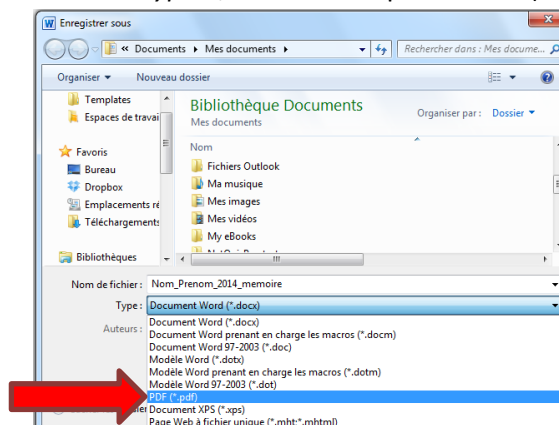 Enregistrer sous
« Documents ▸ Mes documents ▸
Rechercher dans : Mes docume...
Organiser ▼ Nouveau dossier
Templates
Espaces de travai
Favoris
Bureau
Dropbox
Emplacements ré
Téléchargements
Bibliothèques
Bibliothèque Documents
Mes documents
Organiser par : Dossier ▼
Nom
Fichiers Outlook
Ma musique
Mes images
Mes vidéos
My eBooks
Nom de fichier : Nom_Prenom_2014_memoire
Type : Document Word (*.docx)
Auteurs :
Document Word (*.docx)
Document Word prenant en charge les macros (*.docm)
Document Word 97-2003 (*.doc)
Modèle Word (*.dotx)
Modèle Word prenant en charge les macros (*.dotm)
Modèle Word 97-2003 (*.dot)
PDF (*.pdf)
Document XPS (*.xps)
Page Web à fichier unique (*.mht;*.mhtml)